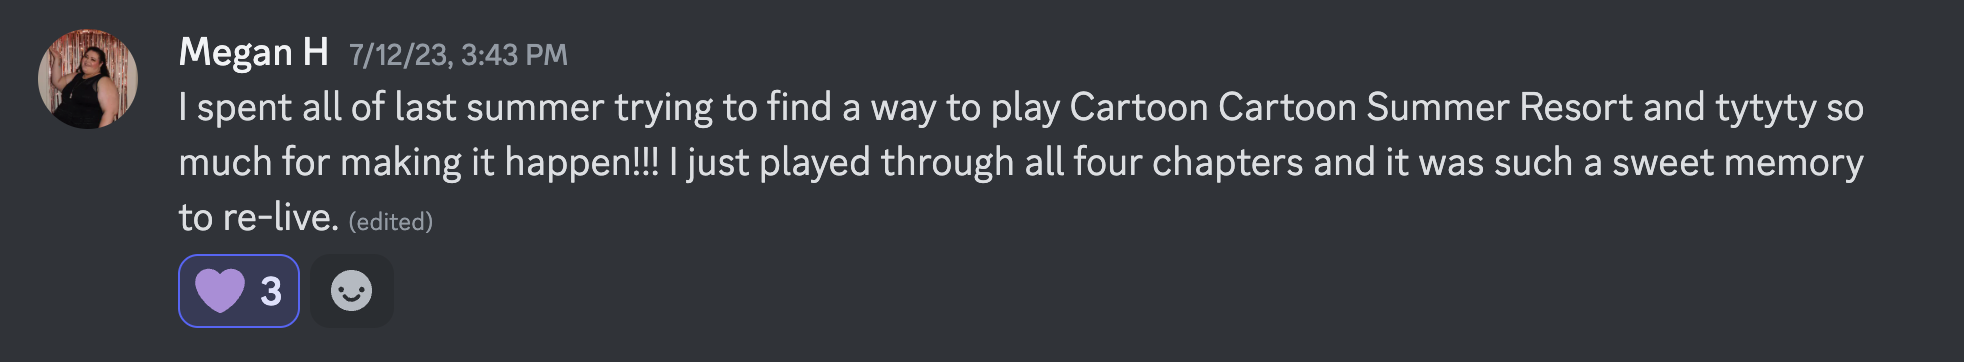 Megan H 7/12/23, 3:43 PM
I spent all of last summer trying to find a way to play Cartoon Cartoon Summer Resort and tytyty so
much for making it happen!!! I just played through all four chapters and it was such a sweet memory
to re-live. (edited)
3